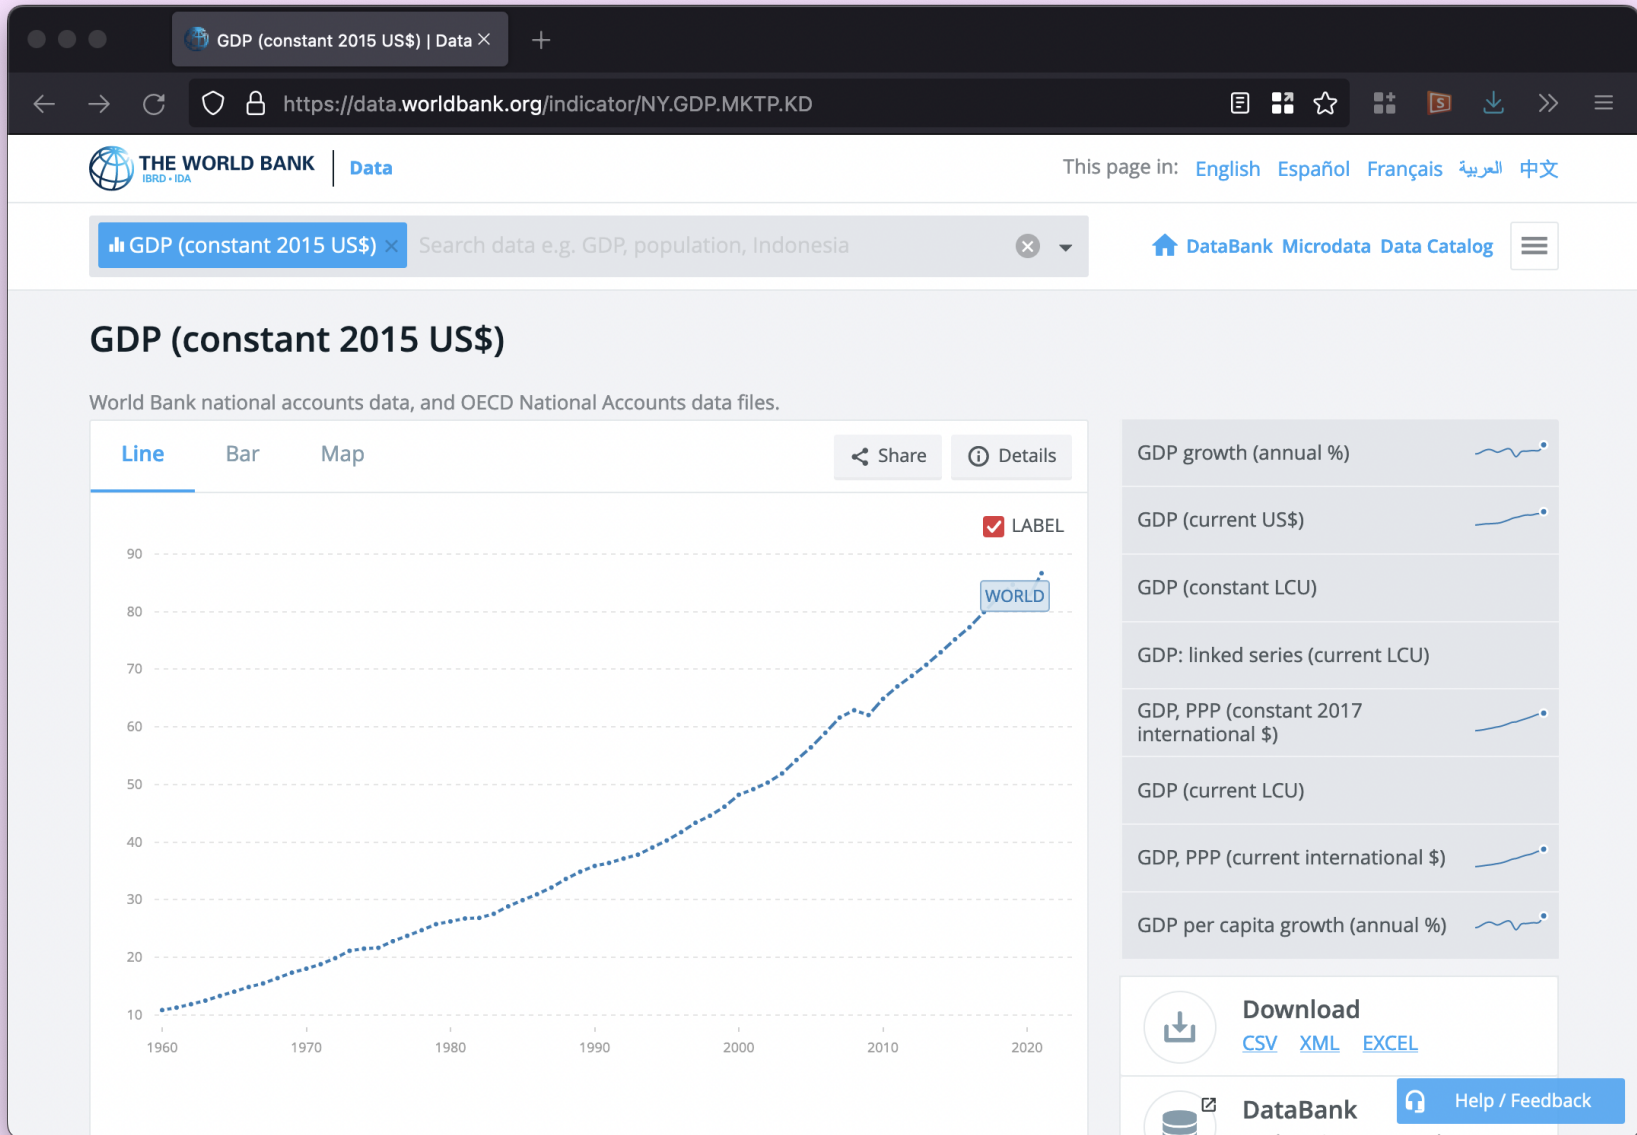 GDP (constant 2015 US$) | Data
https://data.worldbank.org/indicator/NY.GDP.MKTP.KD
THE WORLD BANK
IBRD • IDA
Data
This page in: English Español Français العربية 中文
GDP (constant 2015 US$)
Search data e.g. GDP, population, Indonesia
DataBank Microdata Data Catalog
GDP (constant 2015 US$)
World Bank national accounts data, and OECD National Accounts data files.
Line Bar Map
Share Details
LABEL
90
80
70
60
50
40
30
20
10
WORLD
1960 1970 1980 1990 2000 2010 2020
GDP growth (annual %)
GDP (current US$)
GDP (constant LCU)
GDP: linked series (current LCU)
GDP, PPP (constant 2017
international $)
GDP (current LCU)
GDP, PPP (current international $)
GDP per capita growth (annual %)
Download
CSV XML EXCEL
DataBank
Help / Feedback